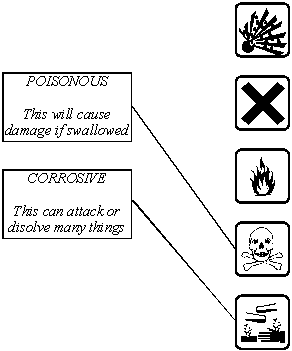 POISONOUS
This will cause
damage if swallowed
CORROSIVE
This can attack or
disolve many things